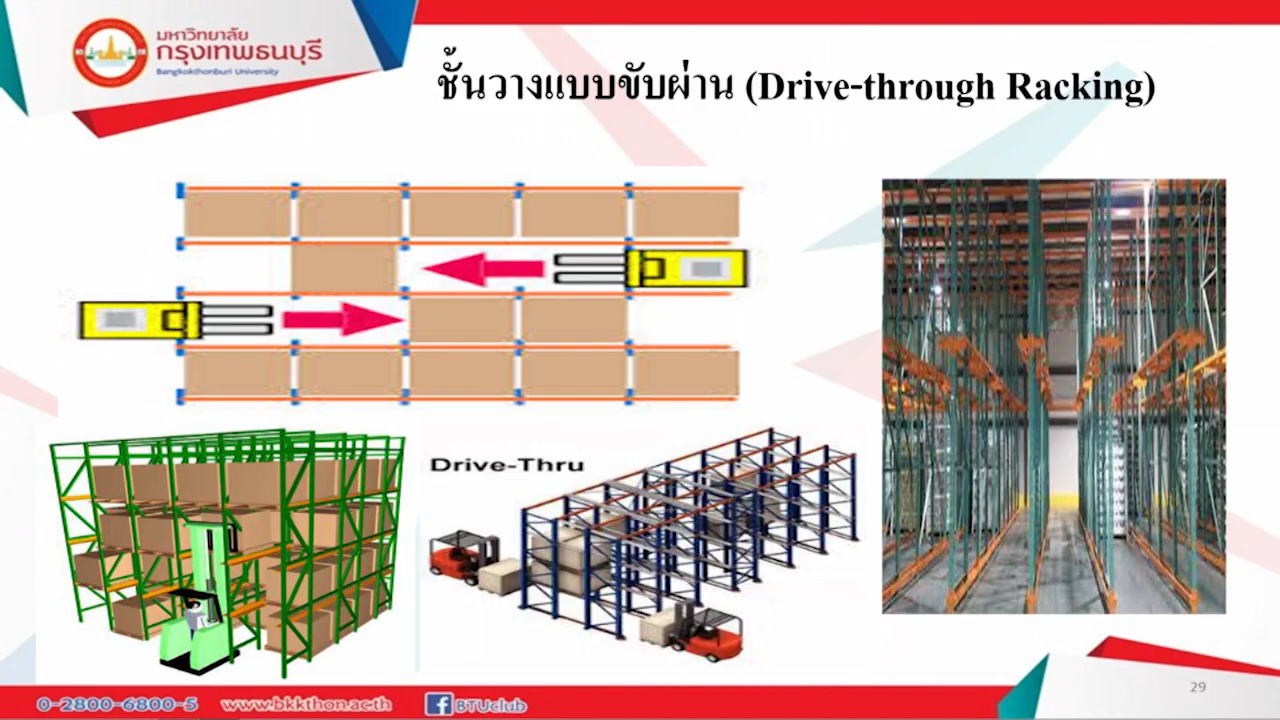 มหาวิทยาลัย
กรุงเทพธนบุรี
Bangkokthonburi University
ชั้นวางแบบขับผ่าน (Drive-through Racking)
Drive-Thru
29
0-2800-6800-5 www.bkkthon.ac.th BTUclub